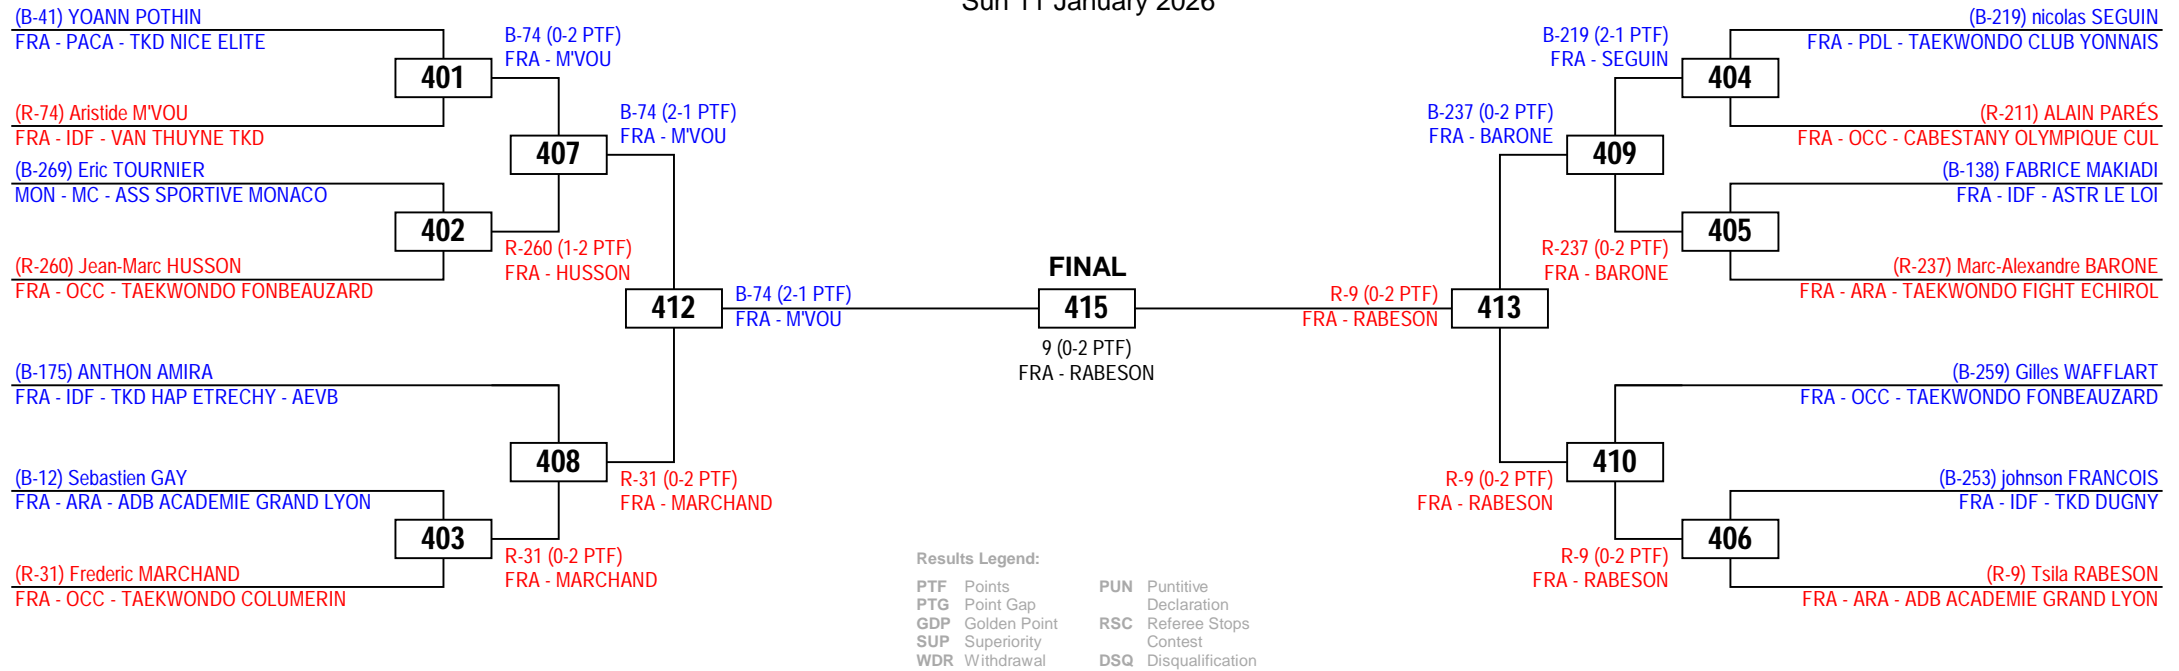 Sun 11 January 2026
(B-41) YOANN POTHIN
FRA - PACA - TKD NICE ELITE
401
(R-74) Aristide M'VOU
FRA - IDF - VAN THUYNE TKD
B-74 (0-2 PTF)
FRA - M'VOU
407
(B-269) Eric TOURNIER
MON - MC - ASS SPORTIVE MONACO
402
(R-260) Jean-Marc HUSSON
FRA - OCC - TAEKWONDO FONBEAUZARD
R-260 (1-2 PTF)
FRA - HUSSON
B-74 (2-1 PTF)
FRA - M'VOU
412
(B-175) ANTHON AMIRA
FRA - IDF - TKD HAP ETRECHY - AEVB
408
(B-12) Sebastien GAY
FRA - ARA - ADB ACADEMIE GRAND LYON
403
(R-31) Frederic MARCHAND
FRA - OCC - TAEKWONDO COLUMERIN
R-31 (0-2 PTF)
FRA - MARCHAND
R-31 (0-2 PTF)
FRA - MARCHAND
B-74 (2-1 PTF)
FRA - M'VOU
FINAL
415
9 (0-2 PTF)
FRA - RABESON
R-9 (0-2 PTF)
FRA - RABESON
413
B-237 (0-2 PTF)
FRA - BARONE
409
B-219 (2-1 PTF)
FRA - SEGUIN
(B-219) nicolas SEGUIN
FRA - PDL - TAEKWONDO CLUB YONNAIS
404
(R-211) ALAIN PARÉS
FRA - OCC - CABESTANY OLYMPIQUE CUL
(B-138) FABRICE MAKIADI
FRA - IDF - ASTR LE LOI
405
R-237 (0-2 PTF)
FRA - BARONE
(R-237) Marc-Alexandre BARONE
FRA - ARA - TAEKWONDO FIGHT ECHIROL
(B-259) Gilles WAFFLART
FRA - OCC - TAEKWONDO FONBEAUZARD
410
R-9 (0-2 PTF)
FRA - RABESON
(B-253) johnson FRANCOIS
FRA - IDF - TKD DUGNY
406
R-9 (0-2 PTF)
FRA - RABESON
(R-9) Tsila RABESON
FRA - ARA - ADB ACADEMIE GRAND LYON
Results Legend:
PTF Points
PTG Point Gap
GDP Golden Point
SUP Superiority
WDR Withdrawal
PUN Puntitive
Declaration
RSC Referee Stops
Contest
DSQ Disqualification